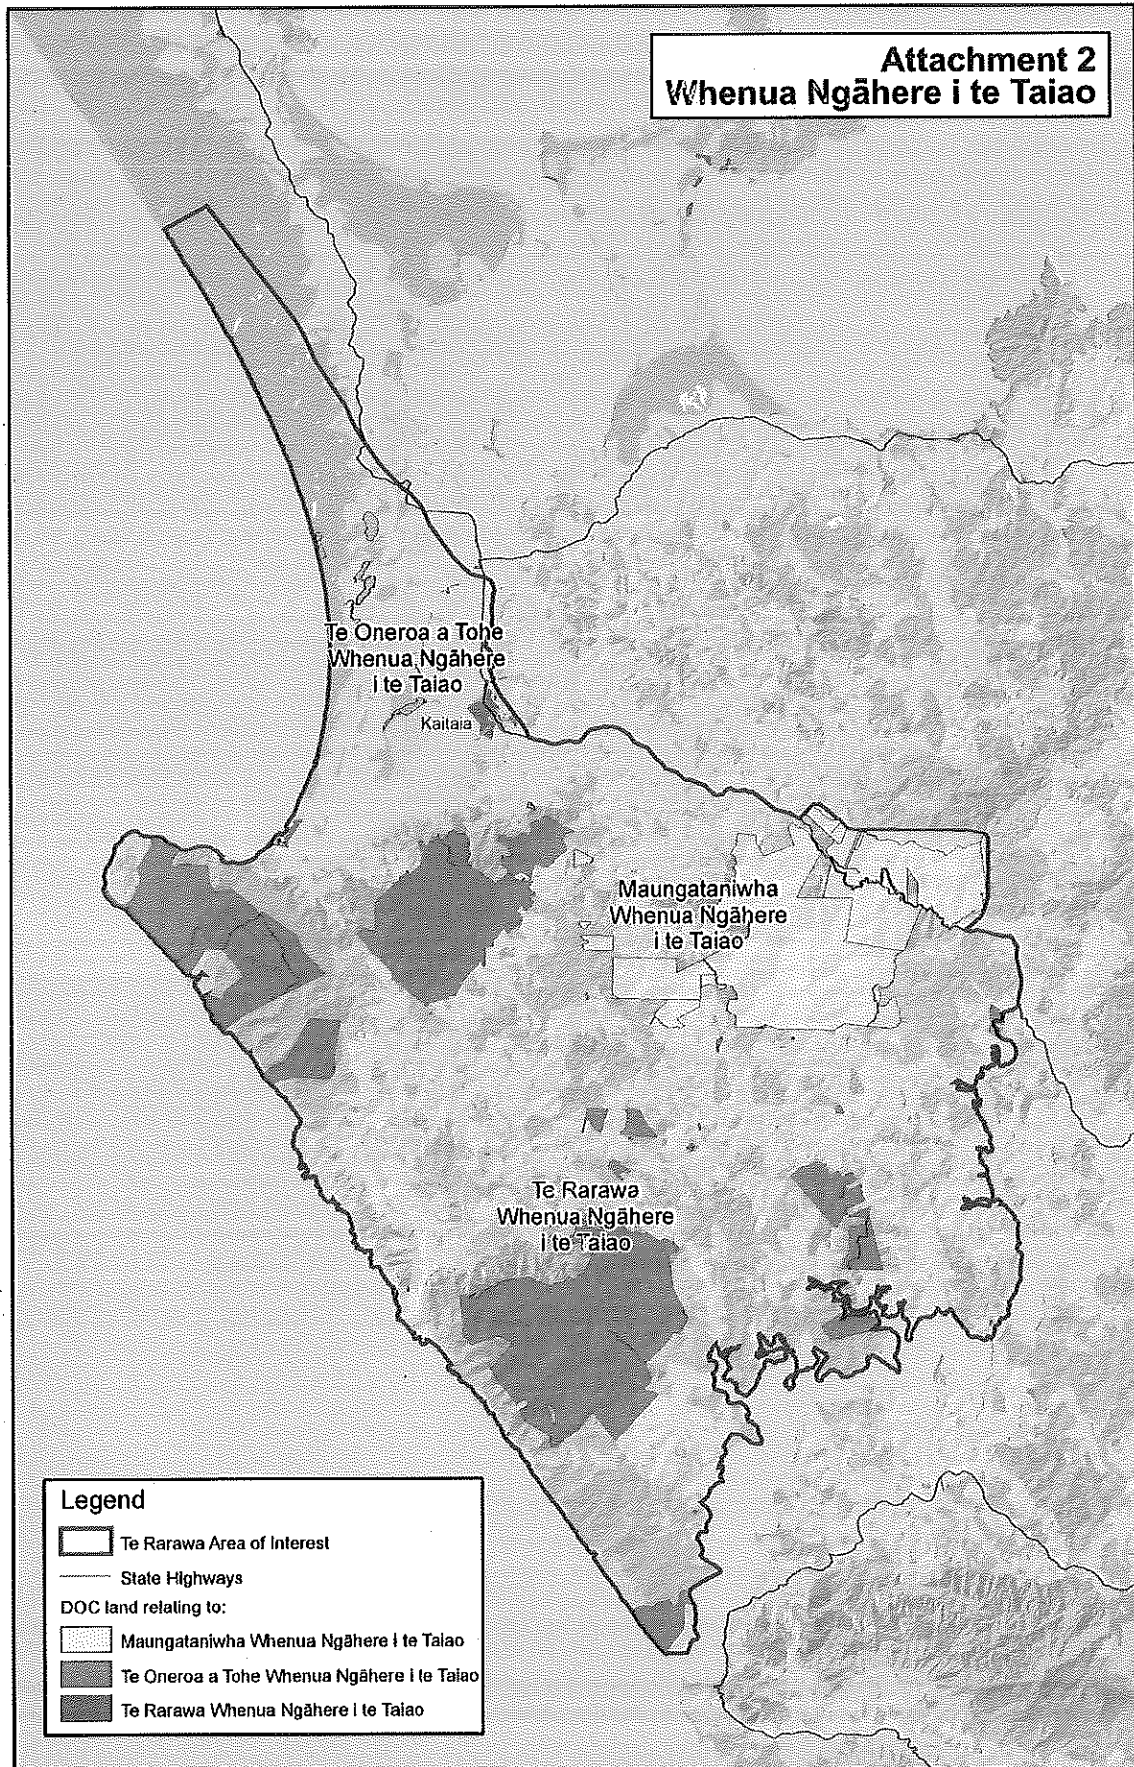 Attachment 2
Whenua Ngāhere i te Taiao
Te Oneroa a Tohe
Whenua Ngāhere
i te Taiao
Kaitaia
Maungataniwha
Whenua Ngāhere
i te Taiao
Te Rarawa
Whenua Ngāhere
i te Taiao
Legend
Te Rarawa Area of Interest
State Highways
DOC land relating to:
Maungataniwha Whenua Ngāhere i te Taiao
Te Oneroa a Tohe Whenua Ngāhere i te Taiao
Te Rarawa Whenua Ngāhere i te Taiao